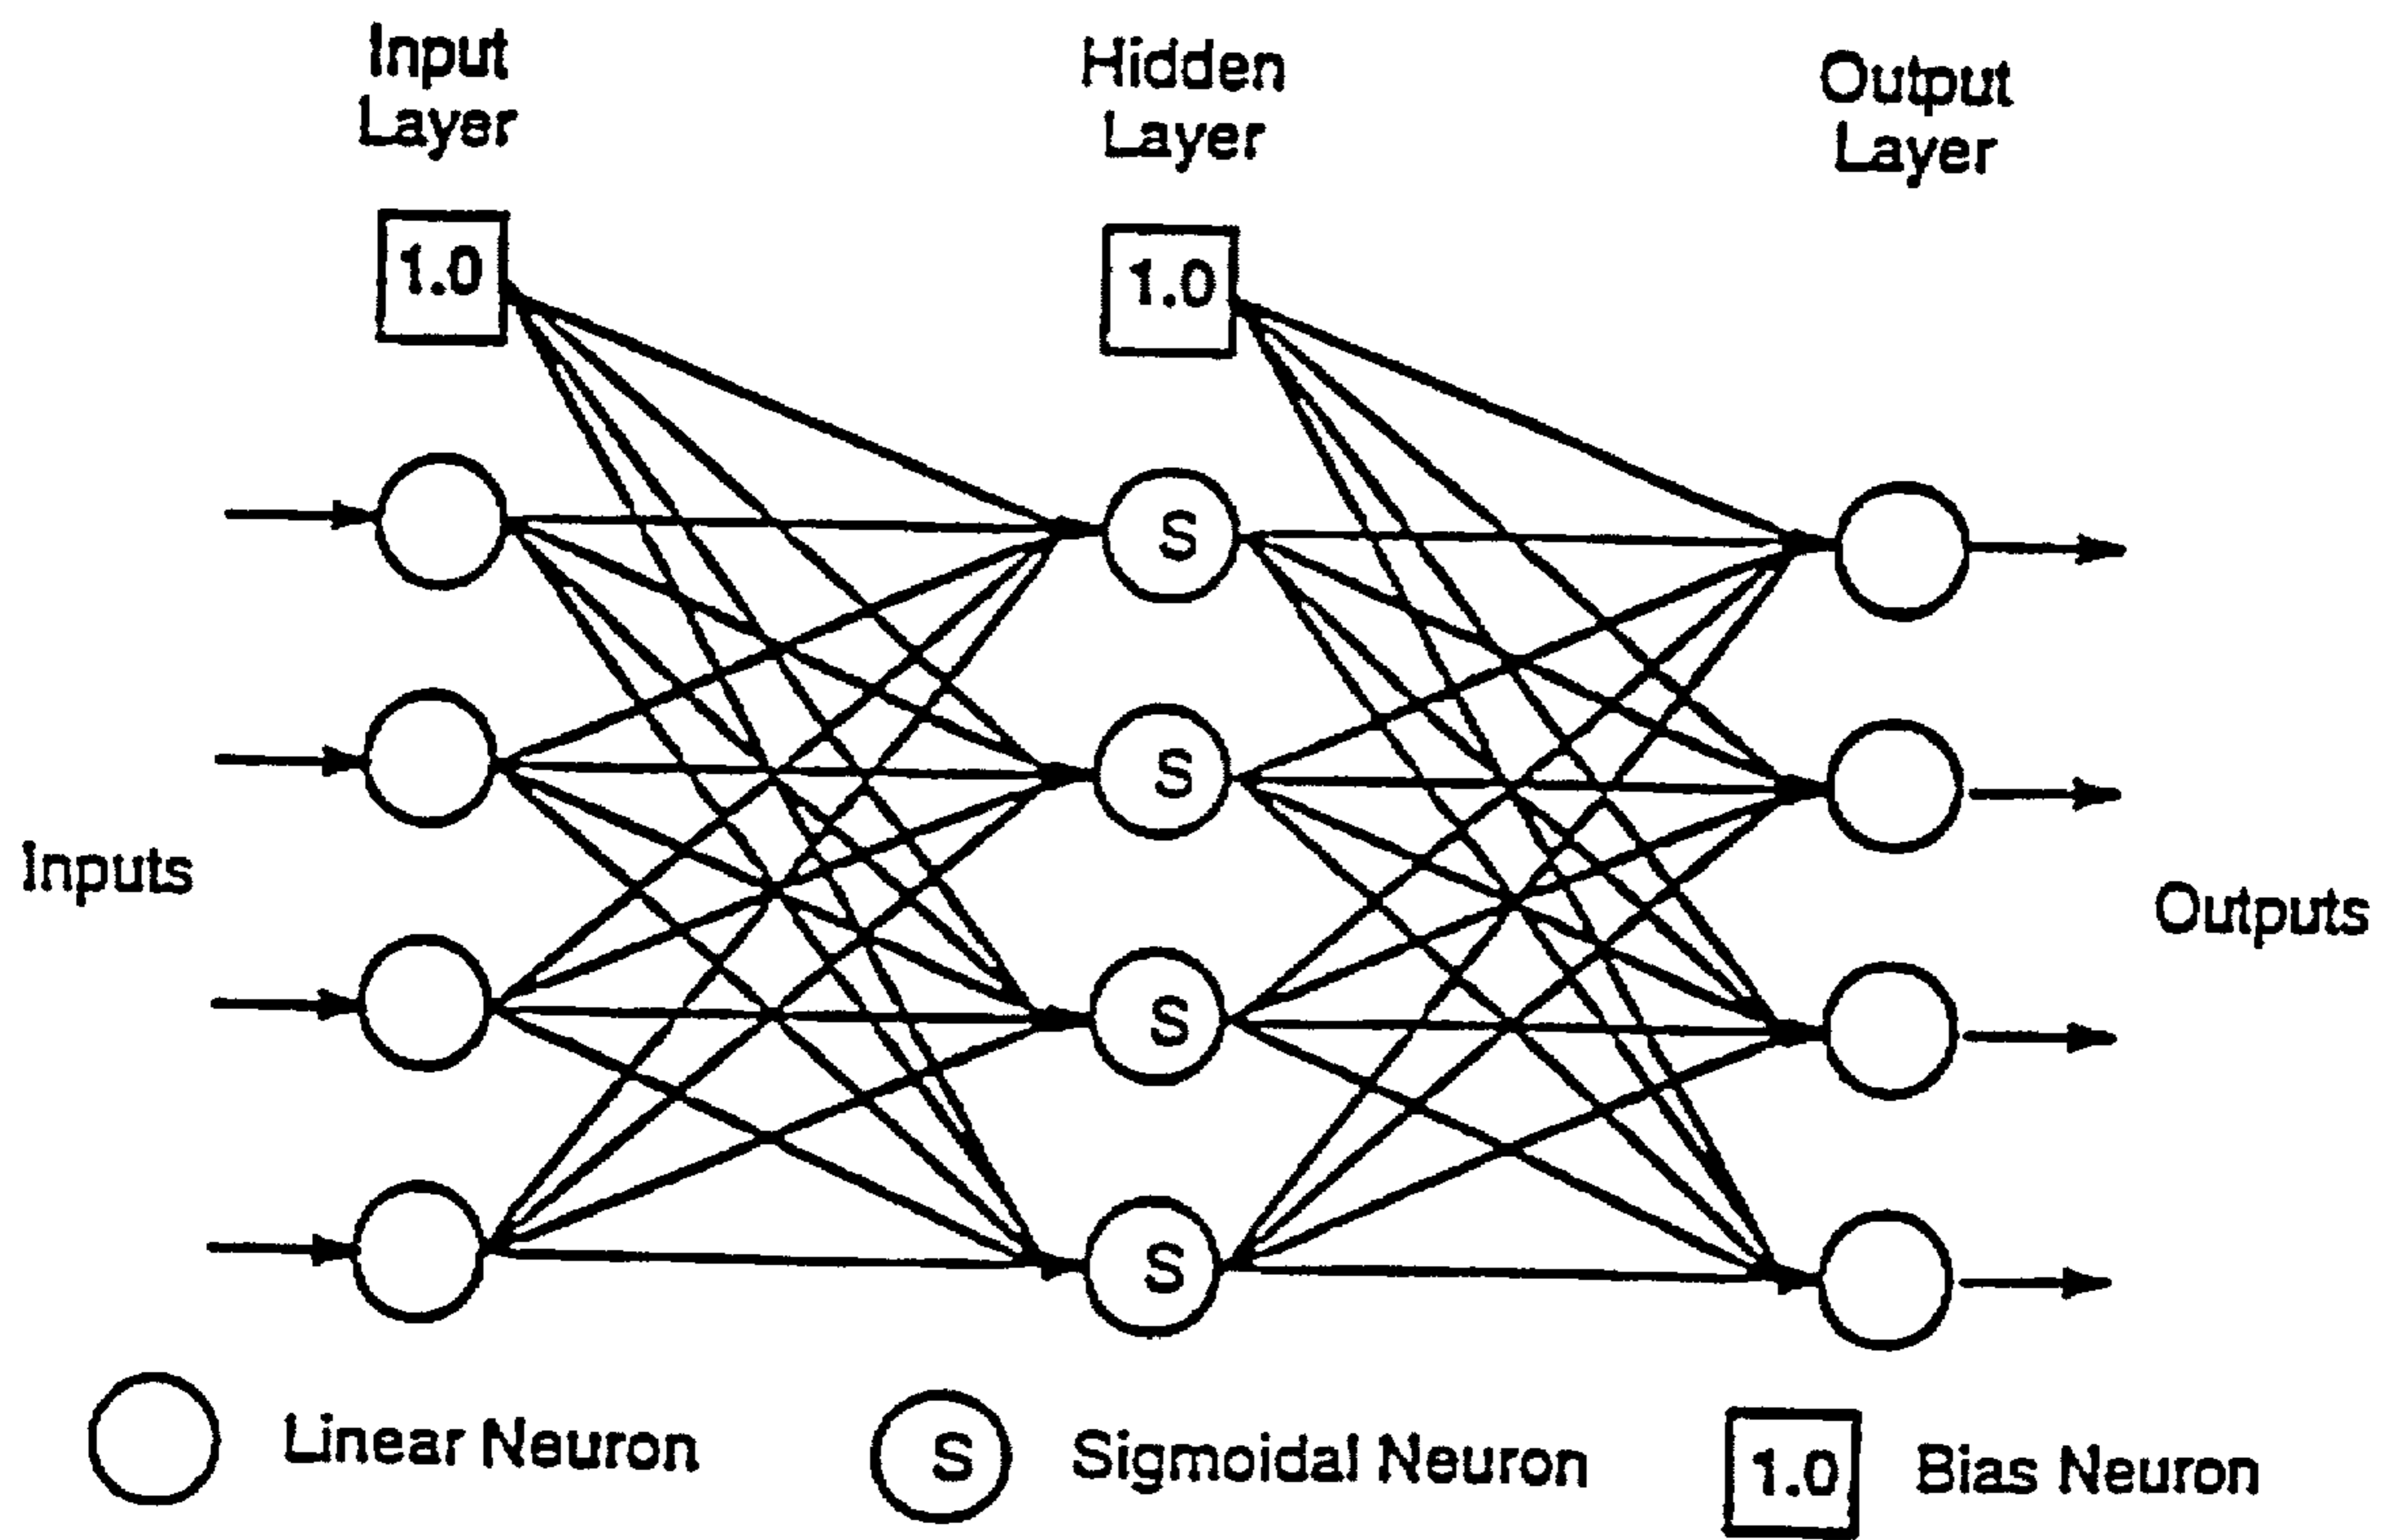 Input
Layer
Hidden
Layer
Output
Layer
1.0
1.0
S
S
Inputs
Outputs
S
S
Linear Neuron
S
Sigmoidal Neuron
1.0
Bias Neuron